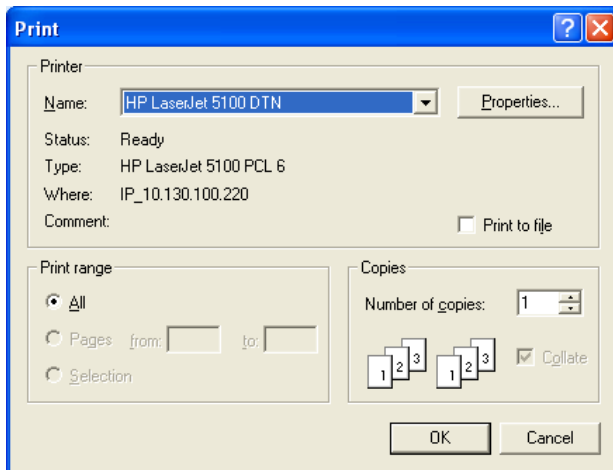 Print
Printer
Name: HP LaserJet 5100 DTN Properties...
Status: Ready
Type: HP LaserJet 5100 PCL 6
Where: IP_10.130.100.220
Comment: Print to file
Print range
All
Pages from: to:
Selection
Copies
Number of copies: 1
1 2 3 1 2 3 Collate
OK Cancel